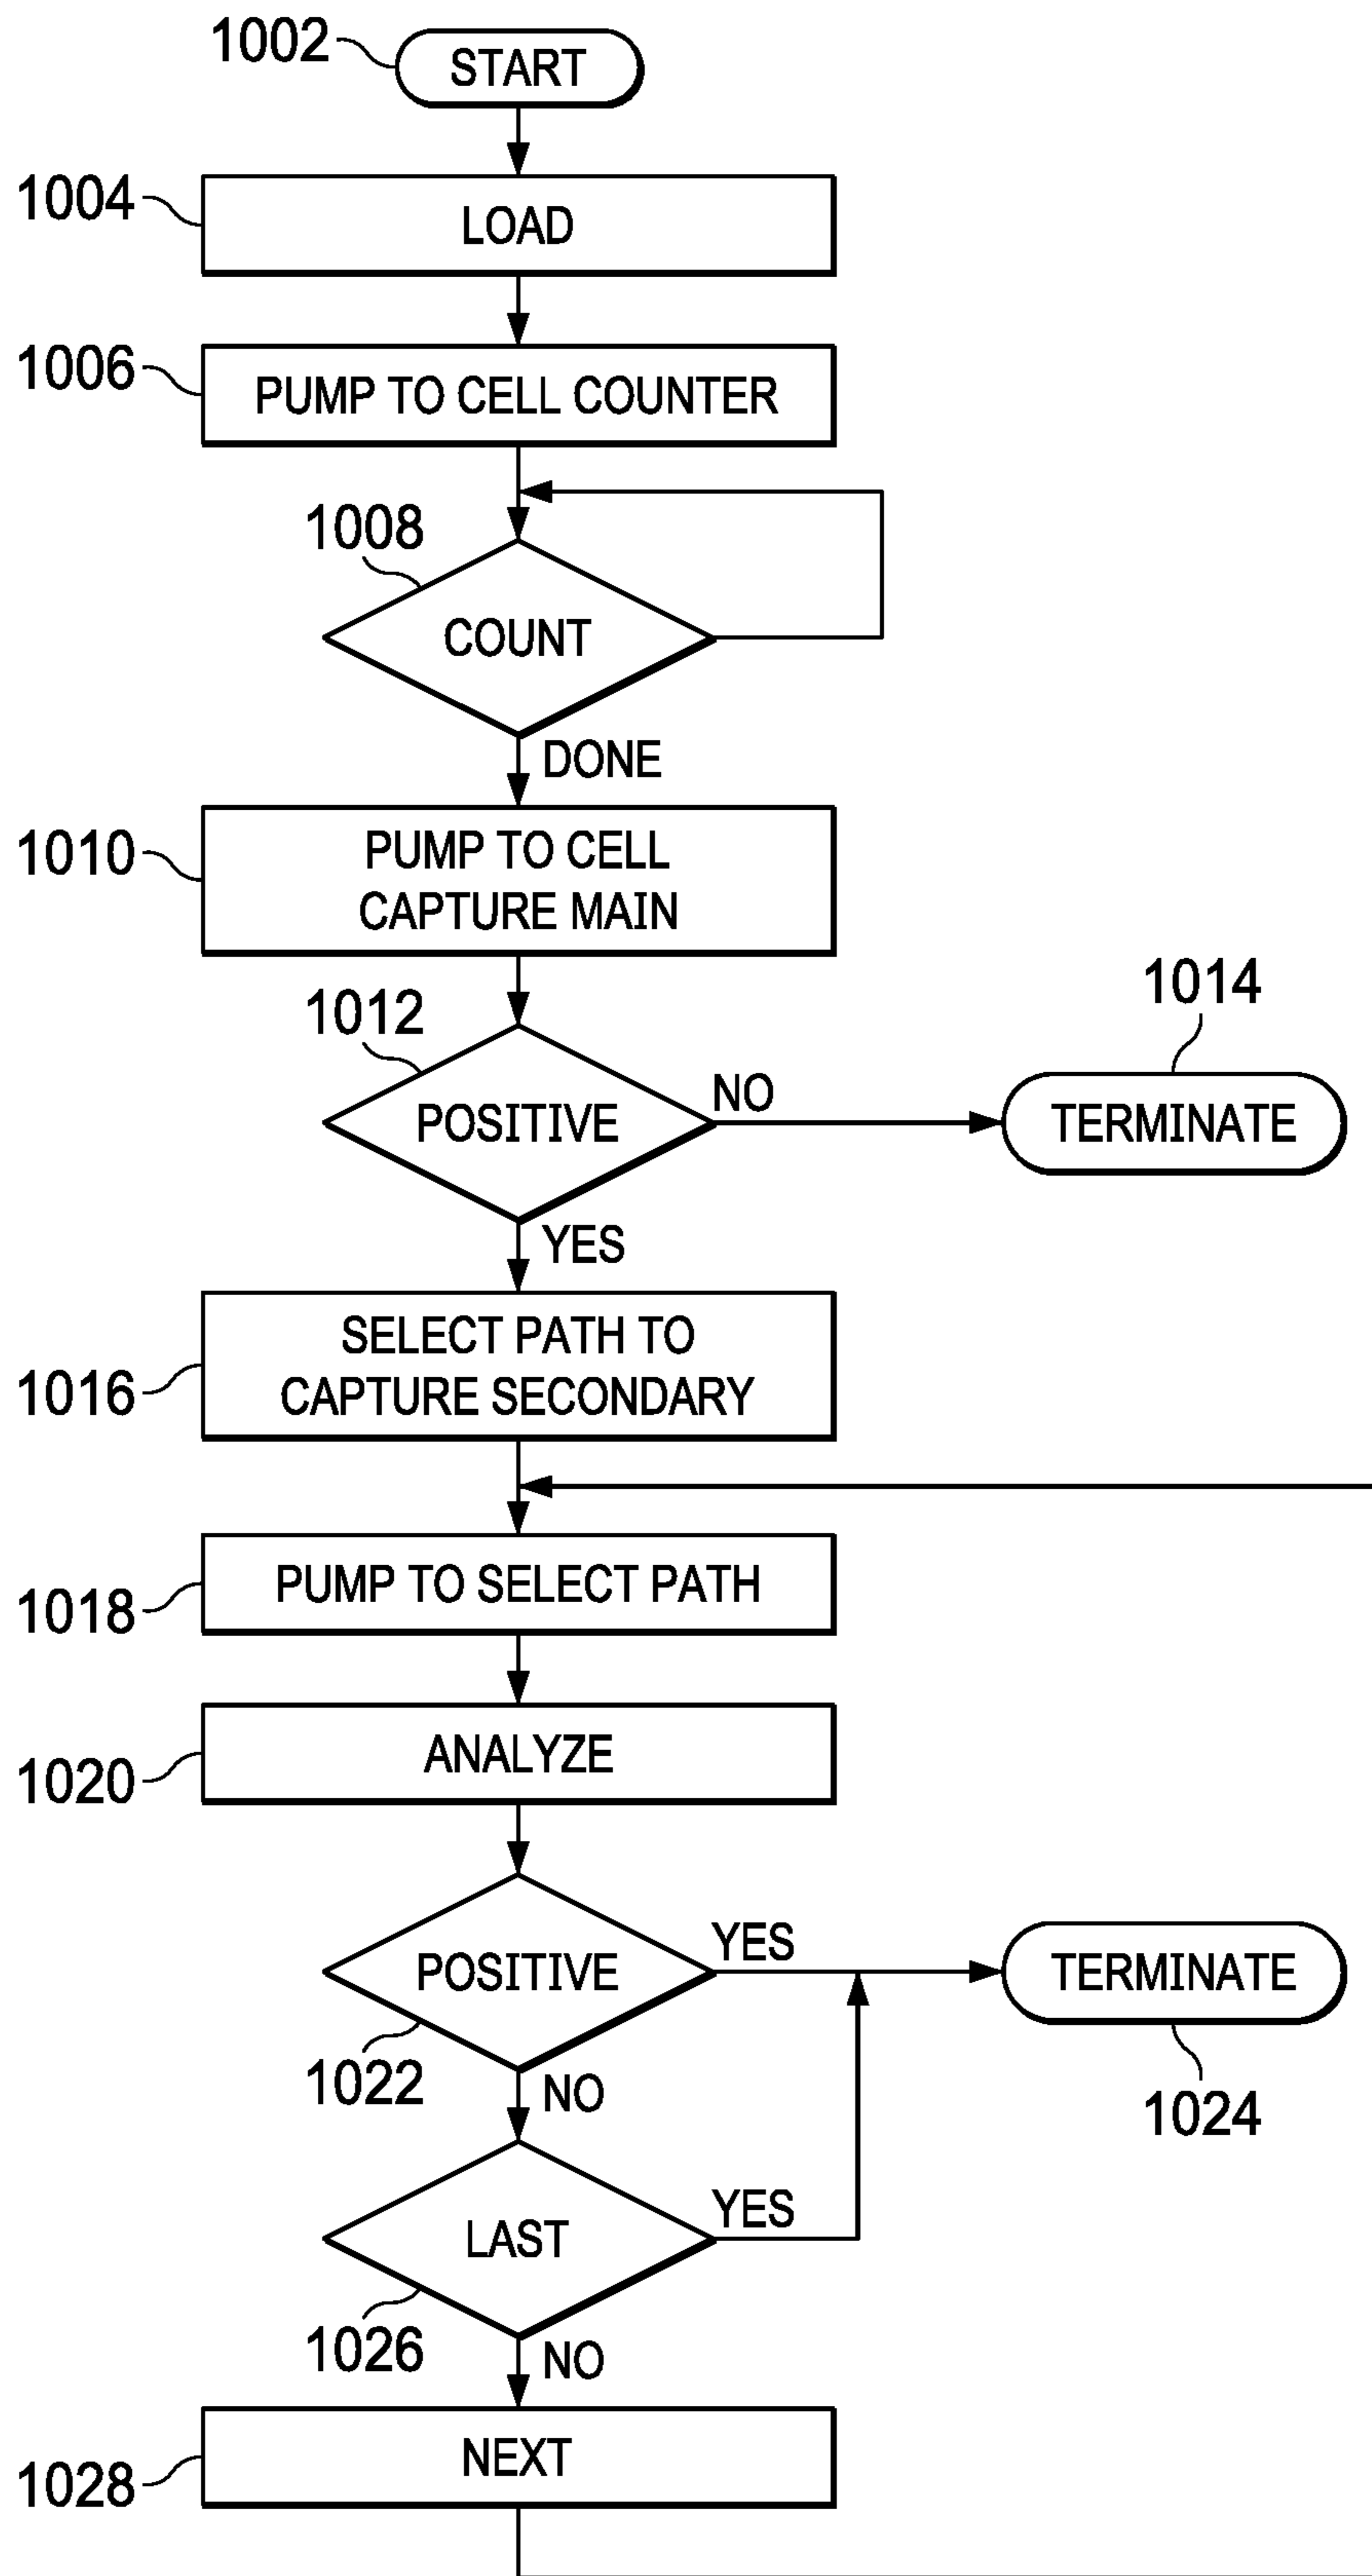 1002
START
1004
LOAD
1006
PUMP TO CELL COUNTER
1008
COUNT
DONE
1010
PUMP TO CELL
CAPTURE MAIN
1012
POSITIVE
NO
1014
TERMINATE
YES
1016
SELECT PATH TO
CAPTURE SECONDARY
1018
PUMP TO SELECT PATH
1020
ANALYZE
POSITIVE
YES
TERMINATE
1022
NO
1024
LAST
YES
1026
NO
1028
NEXT